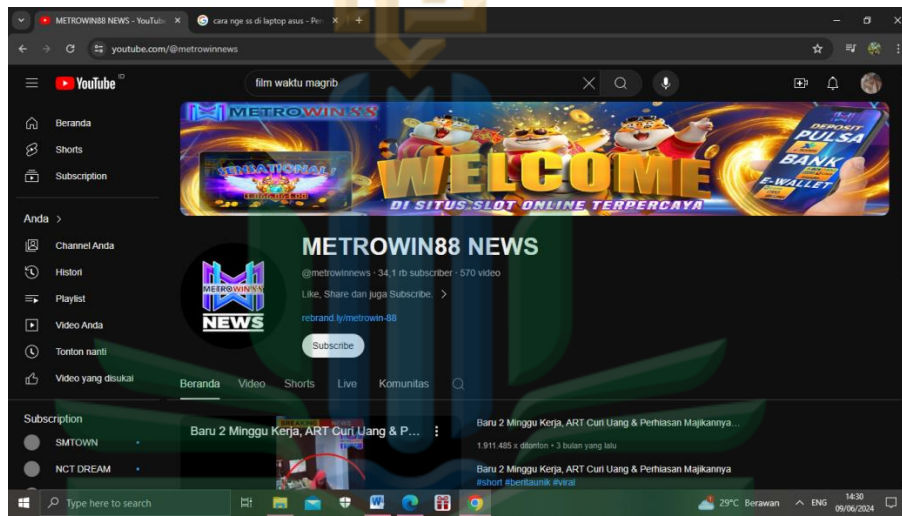 METROWIN88 NEWS - YouTube
cara nge ss di laptop asus - Pen
youtube.com/@metrowinnews
YouTube ID
film waktu magrib
Beranda
Shorts
Subscription
Anda >
Channel Anda
Histori
Playlist
Video Anda
Tonton nanti
Video yang disukai
Subscription
SMTOWN
NCT DREAM
METROWIN88
SENSATIONAL!
WELCOME
DI SITUS SLOT ONLINE TERPERCAYA
DEPOSIT
PULSA
BANK
E-WALLET
METROWIN88
NEWS
METROWIN88 NEWS
@metrowinnews · 34,1 rb subscriber · 570 video
Like, Share dan juga Subscribe. >
rebrand.ly/metrowin-88
Subscribe
Beranda Video Shorts Live Komunitas
BREAKING NEWS
Baru 2 Minggu Kerja, ART Curi Uang & P...
Baru 2 Minggu Kerja, ART Curi Uang & Perhiasan Majikannya...
1.911.485 x ditonton • 3 bulan yang lalu
Baru 2 Minggu Kerja, ART Curi Uang & Perhiasan Majikannya
#short #beritaunik #viral
Type here to search
29°C Berawan
ENG
14:30
09/06/2024